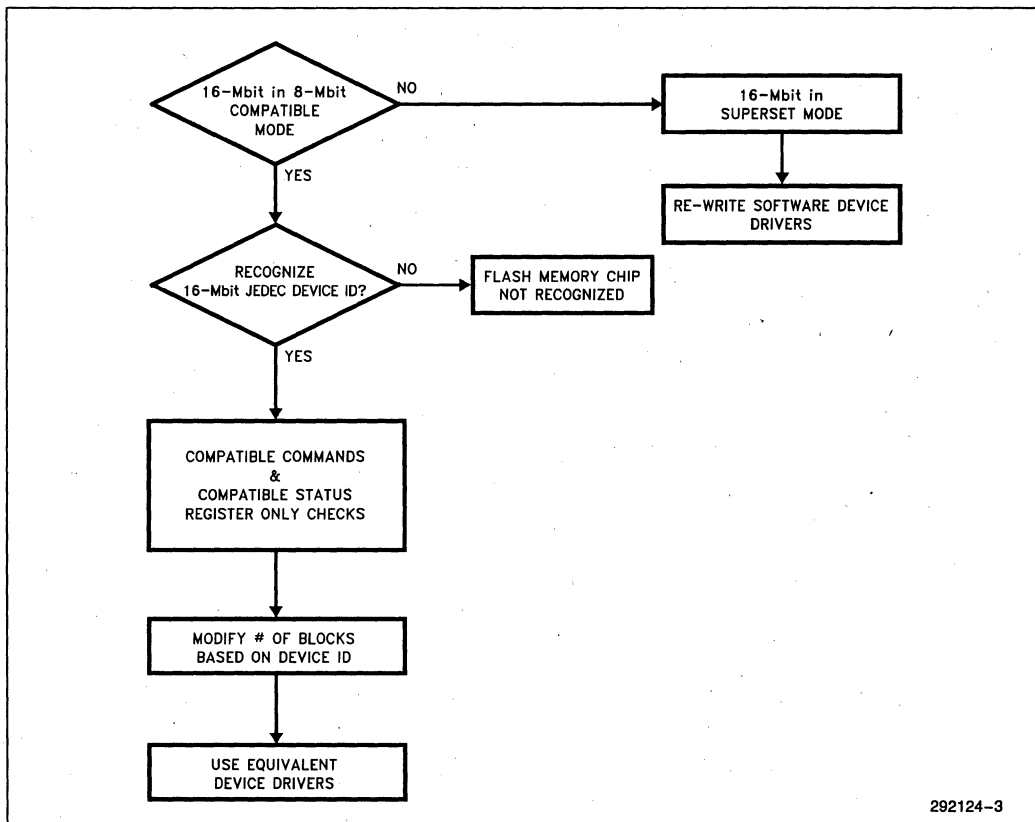 16-Mbit in 8-Mbit
COMPATIBLE
MODE
NO
16-Mbit in
SUPERSET MODE
YES
RE-WRITE SOFTWARE DEVICE
DRIVERS
RECOGNIZE
16-Mbit JEDEC DEVICE ID?
NO
FLASH MEMORY CHIP
NOT RECOGNIZED
YES
COMPATIBLE COMMANDS
&
COMPATIBLE STATUS
REGISTER ONLY CHECKS
MODIFY # OF BLOCKS
BASED ON DEVICE ID
USE EQUIVALENT
DEVICE DRIVERS
292124-3